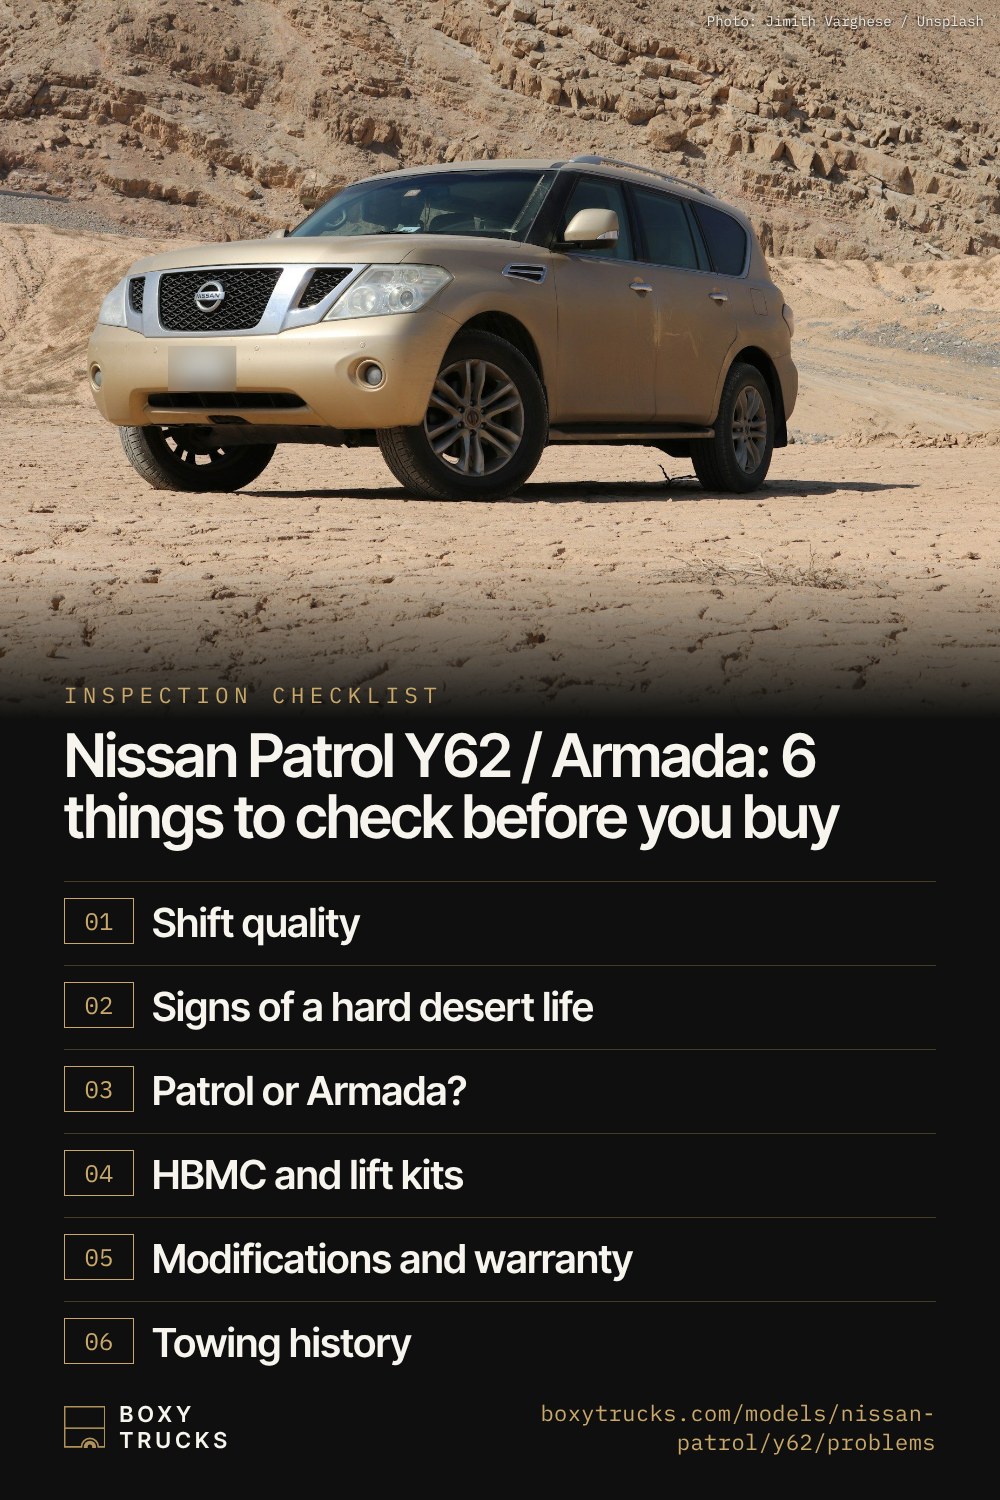 Photo: Jimith Varghese / Unsplash
NISSAN
INSPECTION CHECKLIST
Nissan Patrol Y62 / Armada: 6
things to check before you buy
01 Shift quality
02 Signs of a hard desert life
03 Patrol or Armada?
04 HBMC and lift kits
05 Modifications and warranty
06 Towing history
BOXY
TRUCKS
boxytrucks.com/models/nissan-
patrol/y62/problems